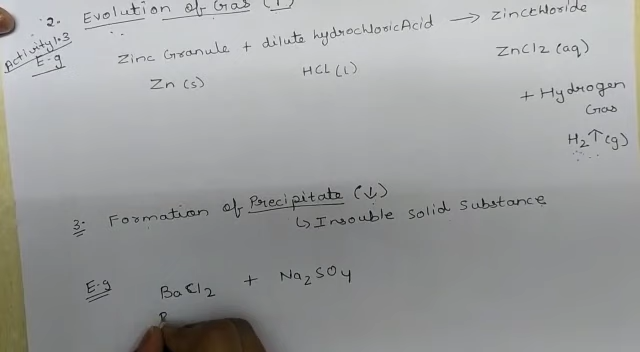 2. Evolution of Gas (↑)
Activity 1.3
E.g
Zinc Granule + dilute hydrochloric Acid → Zinc chloride
Zn (s) HCL (l) ZnCl2 (aq)
+ Hydrogen
Gas
H2↑ (g)
3: Formation of Precipitate (↓)
↳ Insouble solid substance
E.g BaCl2 + Na2SO4
B